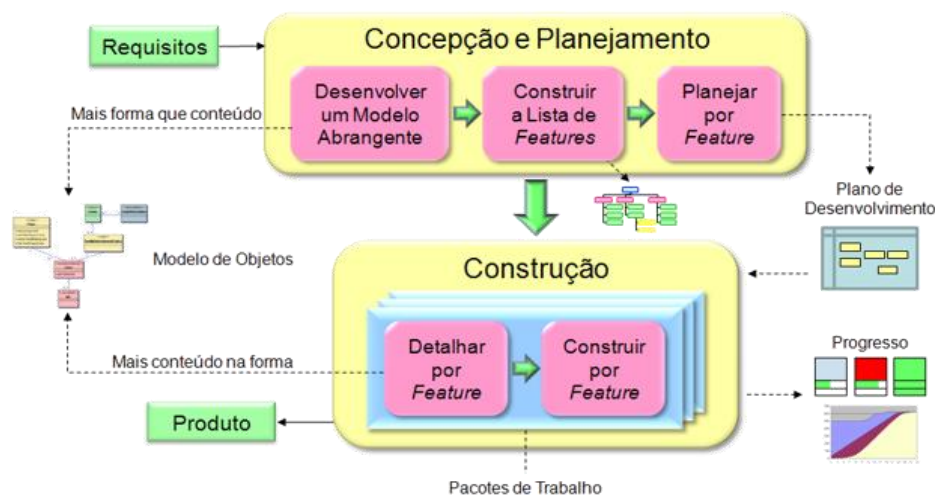 Requisitos
Concepção e Planejamento
Desenvolver
um Modelo
Abrangente
Construir
a Lista de
Features
Planejar
por
Feature
Mais forma que conteúdo
Plano de
Desenvolvimento
Modelo de Objetos
Construção
Detalhar
por
Feature
Construir
por
Feature
Mais conteúdo na forma
Progresso
Produto
Pacotes de Trabalho